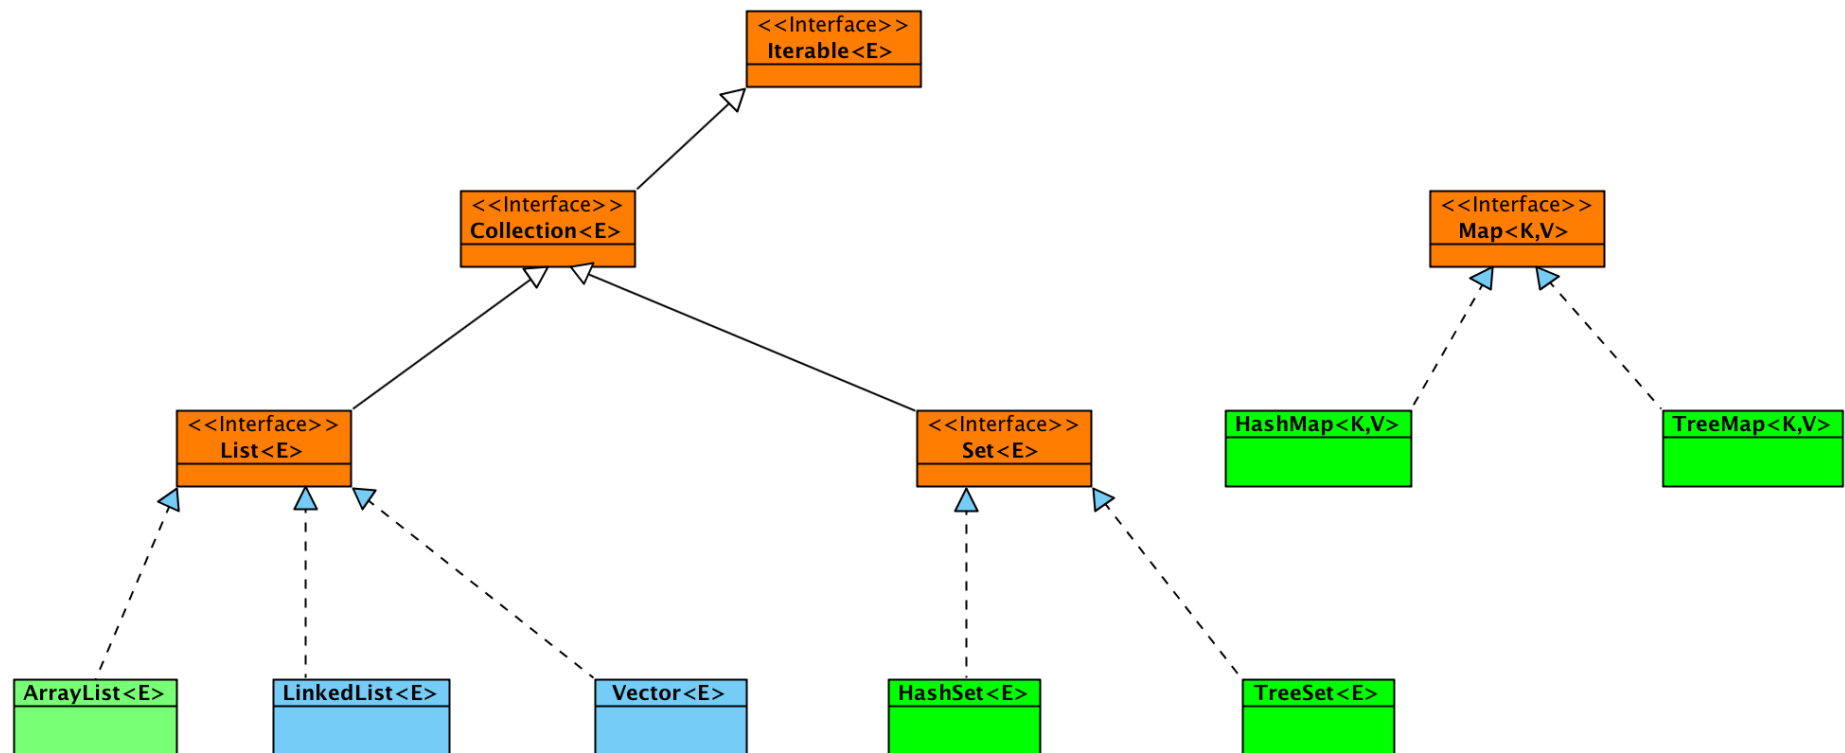 <<Interface>>
Iterable<E>
<<Interface>>
Collection<E>
<<Interface>>
Map<K,V>
<<Interface>>
List<E>
<<Interface>>
Set<E>
HashMap<K,V>
TreeMap<K,V>
ArrayList<E>
LinkedList<E>
Vector<E>
HashSet<E>
TreeSet<E>